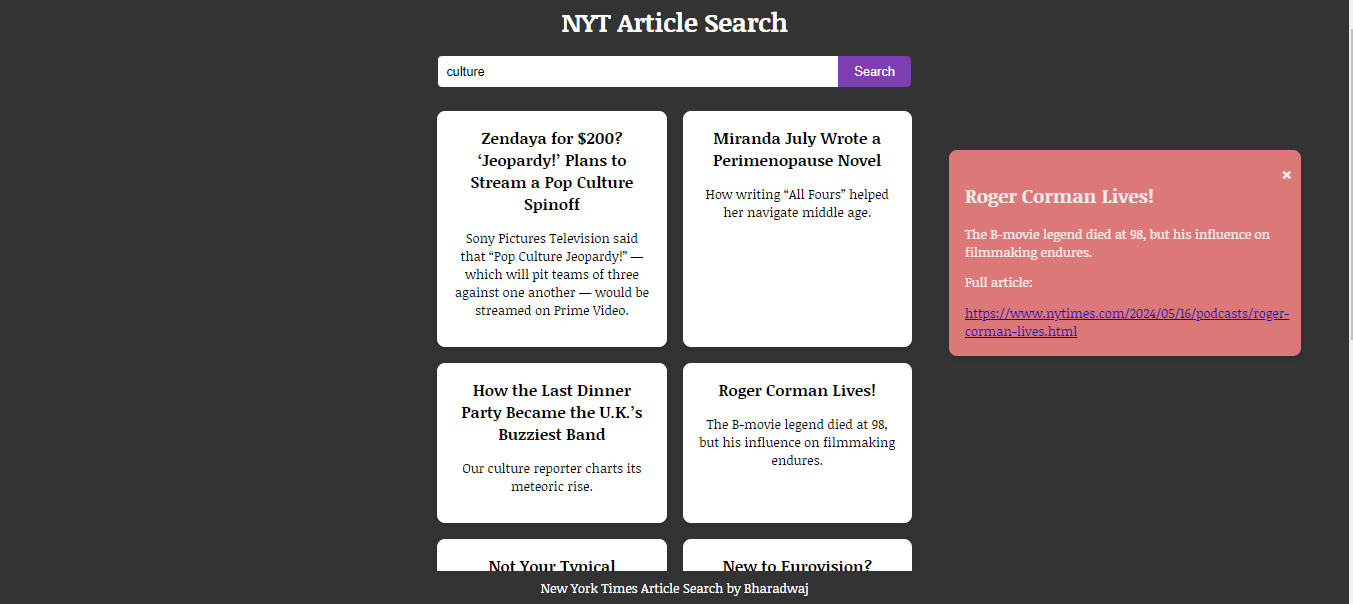 NYT Article Search
culture
Search
Zendaya for $200?
‘Jeopardy!’ Plans to
Stream a Pop Culture
Spinoff
Sony Pictures Television said
that “Pop Culture Jeopardy!” —
which will pit teams of three
against one another — would be
streamed on Prime Video.
Miranda July Wrote a
Perimenopause Novel
How writing “All Fours” helped
her navigate middle age.
How the Last Dinner
Party Became the U.K.’s
Buzziest Band
Our culture reporter charts its
meteoric rise.
Roger Corman Lives!
The B-movie legend died at 98,
but his influence on filmmaking
endures.
Not Your Typical
New to Eurovision?
×
Roger Corman Lives!
The B-movie legend died at 98, but his influence on
filmmaking endures.
Full article:
https://www.nytimes.com/2024/05/16/podcasts/roger-
corman-lives.html
New York Times Article Search by Bharadwaj